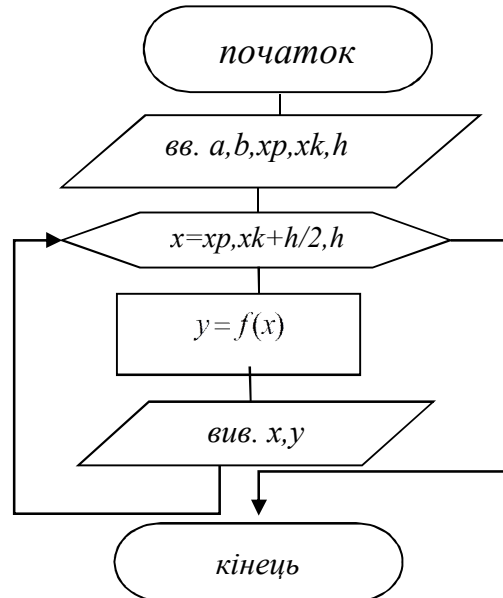 початок
вв. a,b,xp,xk,h
x=xp,xk+h/2,h
y = f(x)
вив. x,y
кінець